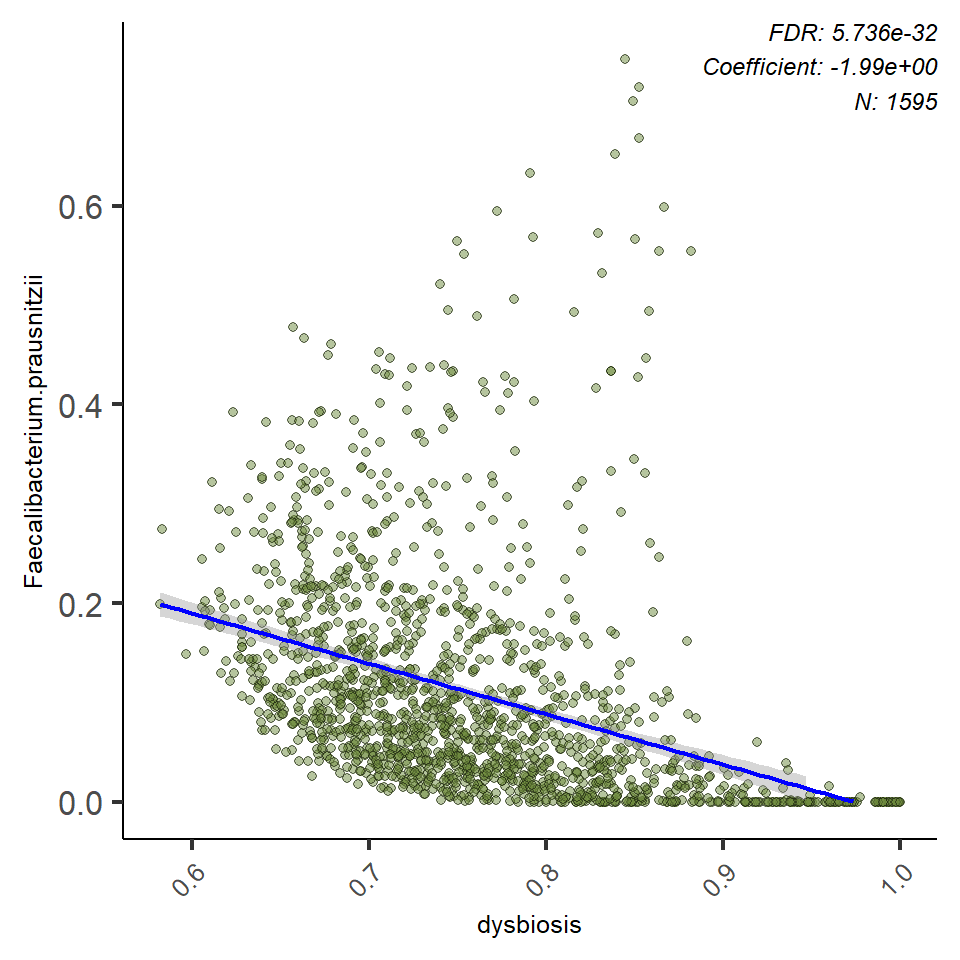 FDR: 5.736e-32
Coefficient: -1.99e+00
N: 1595
Faecalibacterium.prausnitzii
0.6
0.4
0.2
0.0
0.6
0.7
0.8
0.9
1.0
dysbiosis